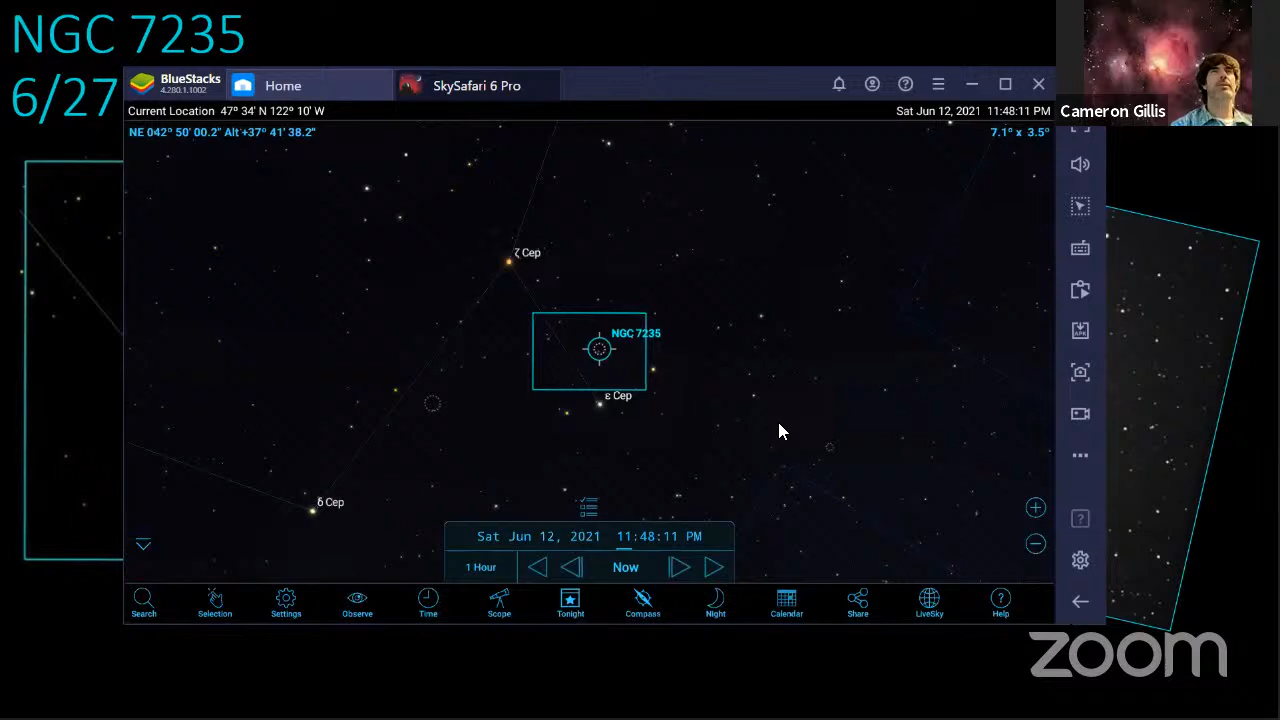 NGC 7235
6/27
BlueStacks
4.280.1.1002
Home
SkySafari 6 Pro
Cameron Gillis
Current Location 47° 34' N 122° 10' W
Sat Jun 12, 2021 11:48:11 PM
NE 042° 50' 00.2" Alt +37° 41' 38.2"
7.1° x 3.5°
ζ Cep
NGC 7235
ε Cep
δ Cep
Sat Jun 12, 2021 11:48:11 PM
1 Hour
Now
Search
Selection
Settings
Observe
Time
Scope
Tonight
Compass
Night
Calendar
Share
LiveSky
Help
APK
zoom